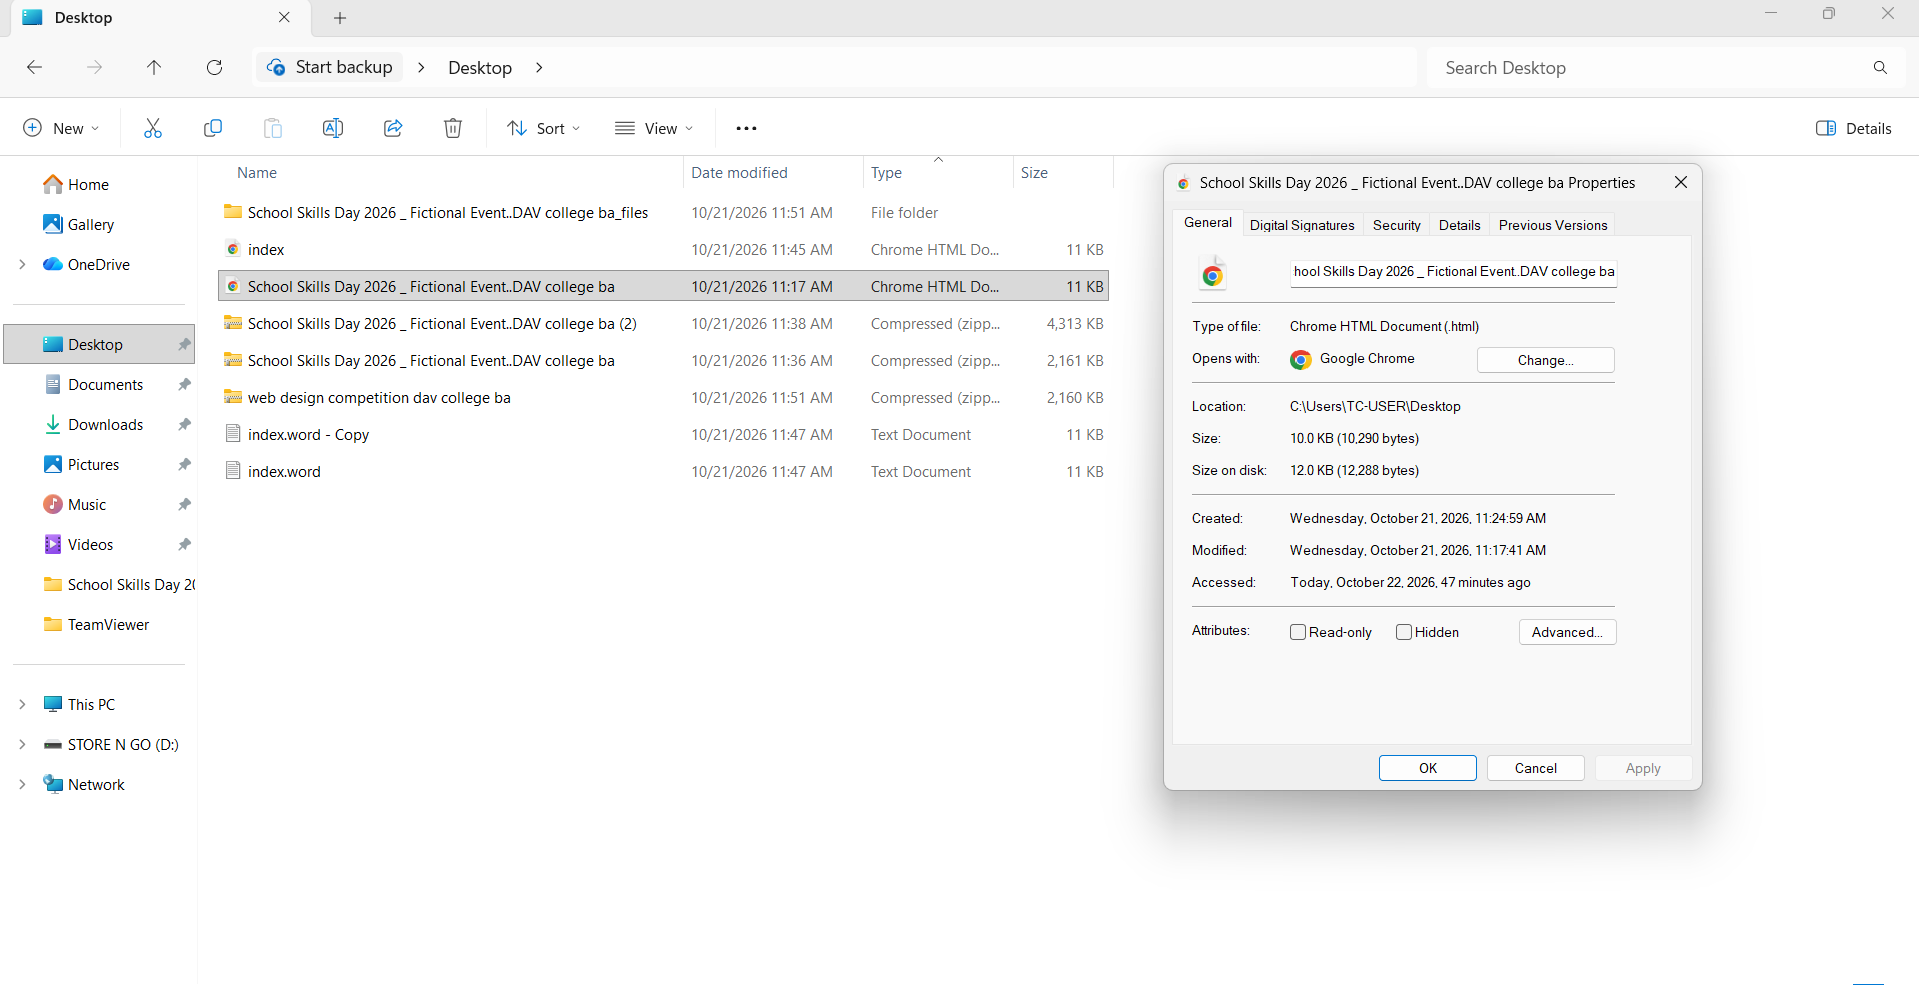 Desktop
Start backup > Desktop >
Search Desktop
New
Sort
View
Details
Name Date modified Type Size
School Skills Day 2026 _ Fictional Event..DAV college ba_files 10/21/2026 11:51 AM File folder
index 10/21/2026 11:45 AM Chrome HTML Do... 11 KB
School Skills Day 2026 _ Fictional Event..DAV college ba 10/21/2026 11:17 AM Chrome HTML Do... 11 KB
School Skills Day 2026 _ Fictional Event..DAV college ba (2) 10/21/2026 11:38 AM Compressed (zipp... 4,313 KB
School Skills Day 2026 _ Fictional Event..DAV college ba 10/21/2026 11:36 AM Compressed (zipp... 2,161 KB
web design competition dav college ba 10/21/2026 11:51 AM Compressed (zipp... 2,160 KB
index.word - Copy 10/21/2026 11:47 AM Text Document 11 KB
index.word 10/21/2026 11:47 AM Text Document 11 KB
Home
Gallery
OneDrive
Desktop
Documents
Downloads
Pictures
Music
Videos
School Skills Day 20
TeamViewer
This PC
STORE N GO (D:)
Network
School Skills Day 2026 _ Fictional Event..DAV college ba Properties
General Digital Signatures Security Details Previous Versions
hool Skills Day 2026 _ Fictional Event..DAV college ba
Type of file: Chrome HTML Document (.html)
Opens with: Google Chrome Change...
Location: C:\Users\TC-USER\Desktop
Size: 10.0 KB (10,290 bytes)
Size on disk: 12.0 KB (12,288 bytes)
Created: Wednesday, October 21, 2026, 11:24:59 AM
Modified: Wednesday, October 21, 2026, 11:17:41 AM
Accessed: Today, October 22, 2026, 47 minutes ago
Attributes: Read-only Hidden Advanced...
OK Cancel Apply